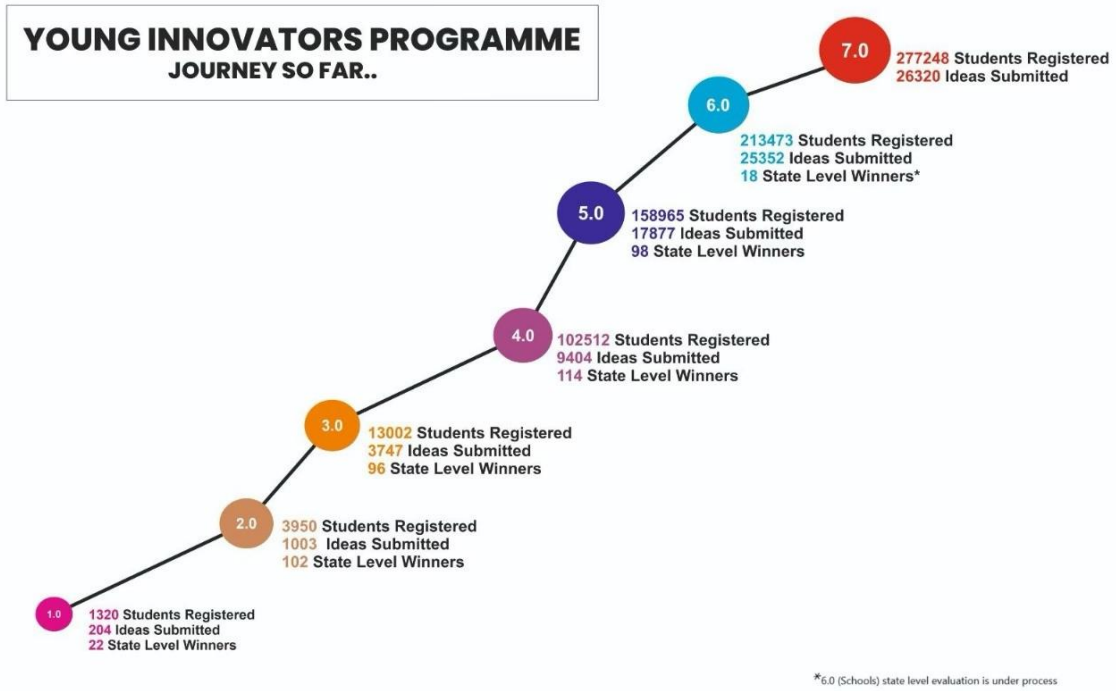 YOUNG INNOVATORS PROGRAMME
JOURNEY SO FAR..
7.0
277248 Students Registered
26320 Ideas Submitted
6.0
213473 Students Registered
25352 Ideas Submitted
18 State Level Winners*
5.0
158965 Students Registered
17877 Ideas Submitted
98 State Level Winners
4.0
102512 Students Registered
9404 Ideas Submitted
114 State Level Winners
3.0
13002 Students Registered
3747 Ideas Submitted
96 State Level Winners
2.0
3950 Students Registered
1003 Ideas Submitted
102 State Level Winners
1.0
1320 Students Registered
204 Ideas Submitted
22 State Level Winners
*6.0 (Schools) state level evaluation is under process